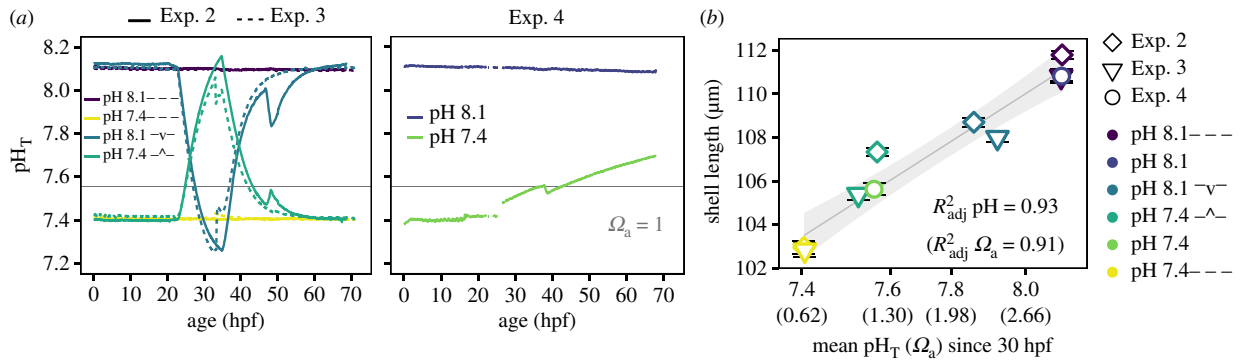 (a)
Exp. 2
Exp. 3
Exp. 4
pH_T
8.2
8.0
7.8
7.6
7.4
7.2
pH 8.1– – –
pH 7.4– – –
pH 8.1 –v–
pH 7.4 –^–
0 10 20 30 40 50 60 70
age (hpf)
pH 8.1
pH 7.4
Ω_a = 1
0 10 20 30 40 50 60 70
age (hpf)
(b)
shell length (μm)
112
110
108
106
104
102
R²_adj pH = 0.93
(R²_adj Ω_a = 0.91)
7.4 7.6 7.8 8.0
(0.62) (1.30) (1.98) (2.66)
mean pH_T (Ω_a) since 30 hpf
Exp. 2
Exp. 3
Exp. 4
pH 8.1– – –
pH 8.1
pH 8.1 –v–
pH 7.4 –^–
pH 7.4
pH 7.4– – –